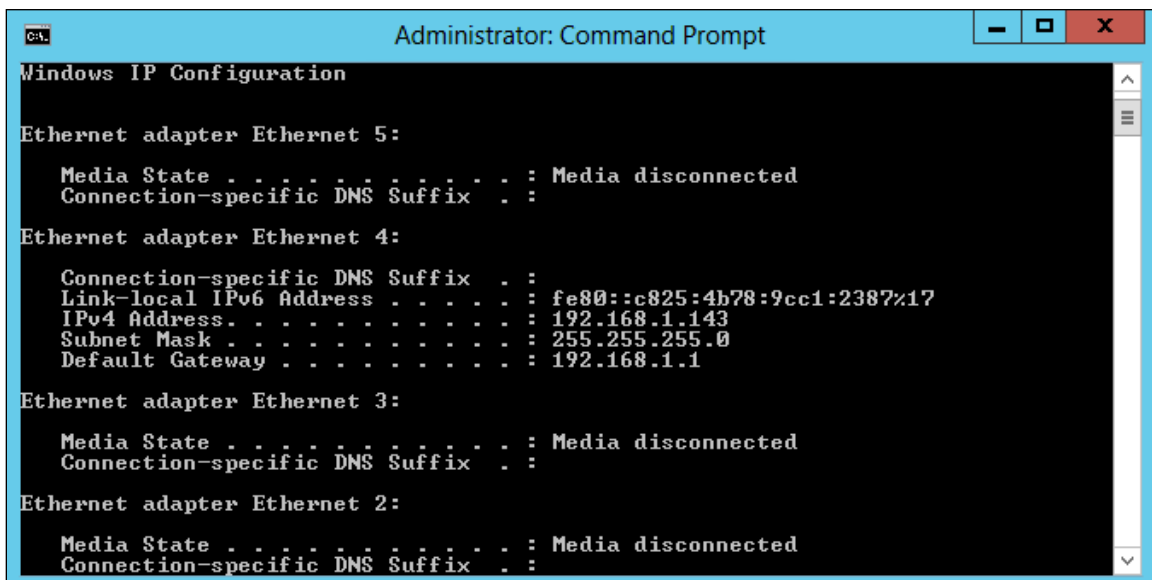 Administrator: Command Prompt
Windows IP Configuration
Ethernet adapter Ethernet 5:
Media State . . . . . . . . . . . : Media disconnected
Connection-specific DNS Suffix  . :
Ethernet adapter Ethernet 4:
Connection-specific DNS Suffix  . :
Link-local IPv6 Address . . . . . : fe80::c825:4b78:9cc1:2387%17
IPv4 Address. . . . . . . . . . . : 192.168.1.143
Subnet Mask . . . . . . . . . . . : 255.255.255.0
Default Gateway . . . . . . . . . : 192.168.1.1
Ethernet adapter Ethernet 3:
Media State . . . . . . . . . . . : Media disconnected
Connection-specific DNS Suffix  . :
Ethernet adapter Ethernet 2:
Media State . . . . . . . . . . . : Media disconnected
Connection-specific DNS Suffix  . :